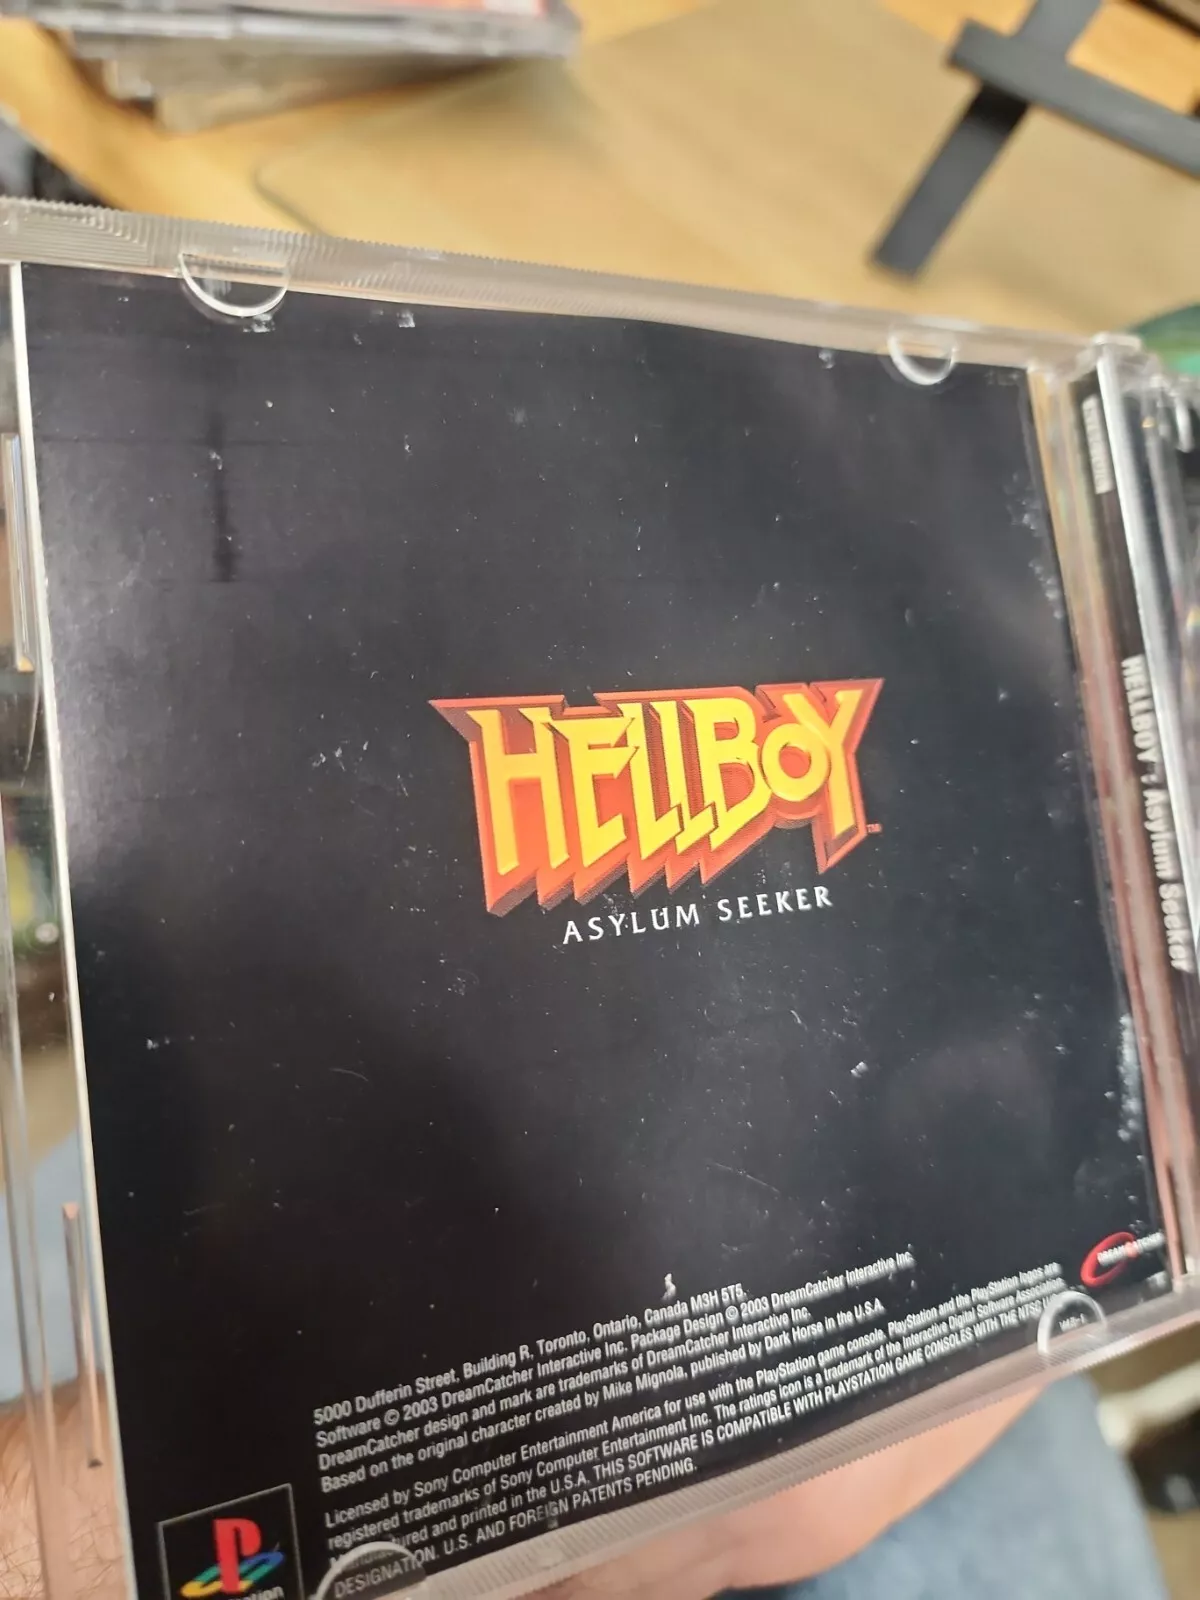 HELLBOY™
ASYLUM SEEKER
HELLBOY: Asylum Seeker
DREAMCATCHER
5000 Dufferin Street, Building R, Toronto, Ontario, Canada M3H 5T5.
Software © 2003 DreamCatcher Interactive Inc. Package Design © 2003 DreamCatcher Interactive Inc.
DreamCatcher design and mark are trademarks of DreamCatcher Interactive Inc.
Based on the original character created by Mike Mignola, published by Dark Horse in the U.S.A
Licensed by Sony Computer Entertainment America for use with the PlayStation game console. PlayStation and the PlayStation logos are
registered trademarks of Sony Computer Entertainment Inc. The ratings icon is a trademark of the Interactive Digital Software Association.
Manufactured and printed in the U.S.A. THIS SOFTWARE IS COMPATIBLE WITH PLAYSTATION GAME CONSOLES WITH THE NTSC
DESIGNATION. U.S. AND FOREIGN PATENTS PENDING.